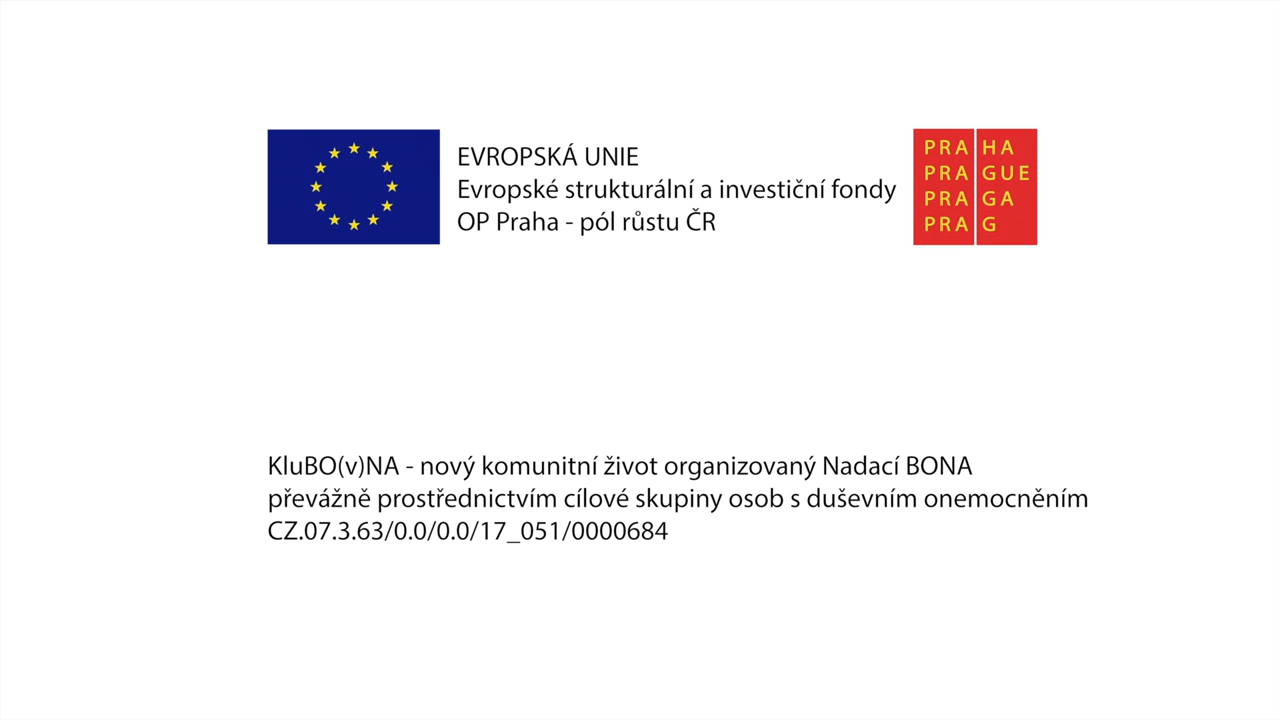 EVROPSKÁ UNIE
Evropské strukturální a investiční fondy
OP Praha - pól růstu ČR
PRA HA
PRA GUE
PRA GA
PRA G
KluBO(v)NA - nový komunitní život organizovaný Nadací BONA
převážně prostřednictvím cílové skupiny osob s duševním onemocněním
CZ.07.3.63/0.0/0.0/17_051/0000684